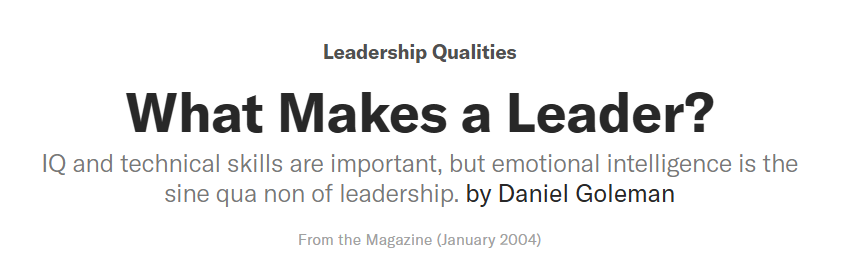 Leadership Qualities
What Makes a Leader?
IQ and technical skills are important, but emotional intelligence is the
sine qua non of leadership. by Daniel Goleman
From the Magazine (January 2004)